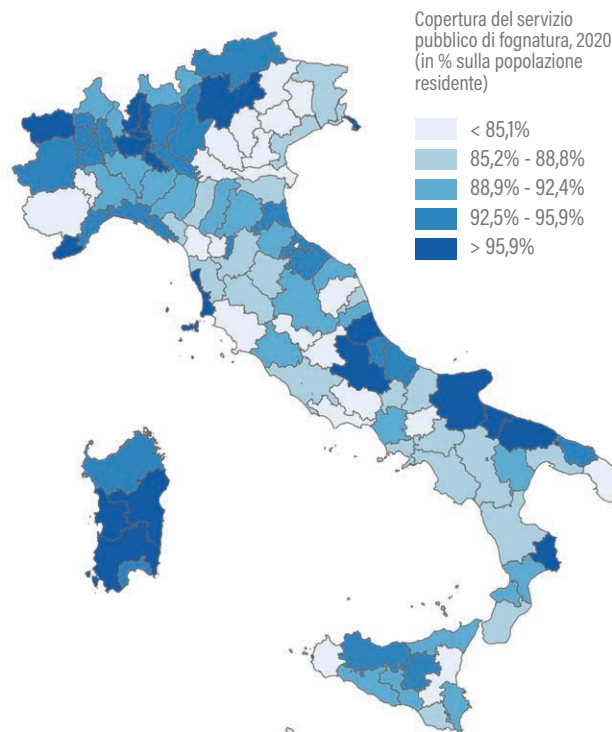 Copertura del servizio
pubblico di fognatura, 2020
(in % sulla popolazione
residente)
< 85,1%
85,2% - 88,8%
88,9% - 92,4%
92,5% - 95,9%
> 95,9%